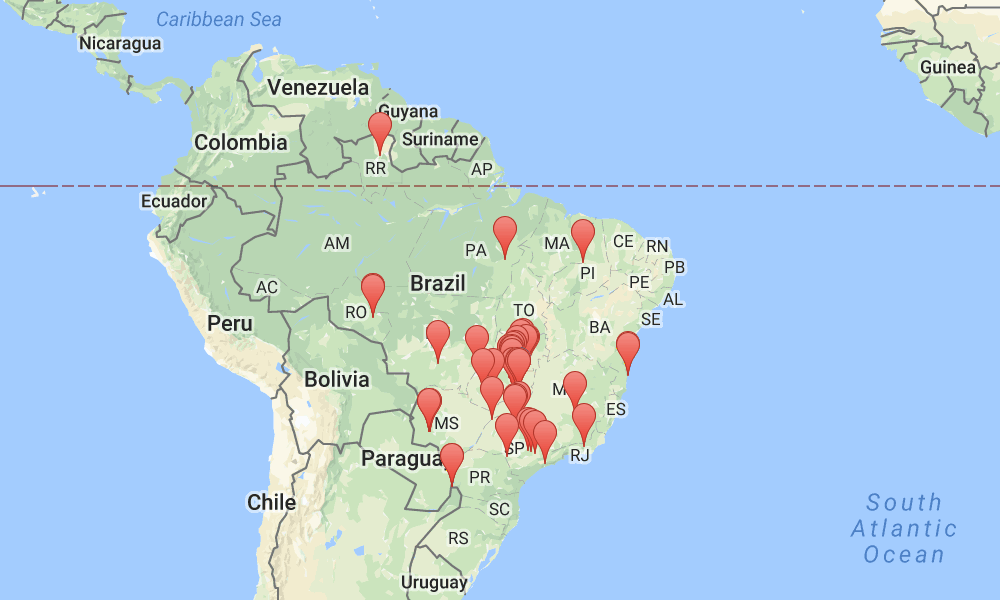 Caribbean Sea
Nicaragua
Guinea
Venezuela
Guyana
Colombia
Suriname
RR
AP
Ecuador
AM
PA
MA
CE
RN
PI
PB
PE
AC
Brazil
AL
RO
TO
SE
Peru
BA
Bolivia
M
ES
MS
SP
RJ
Paragua
PR
Chile
SC
South
Atlantic
Ocean
RS
Uruguay